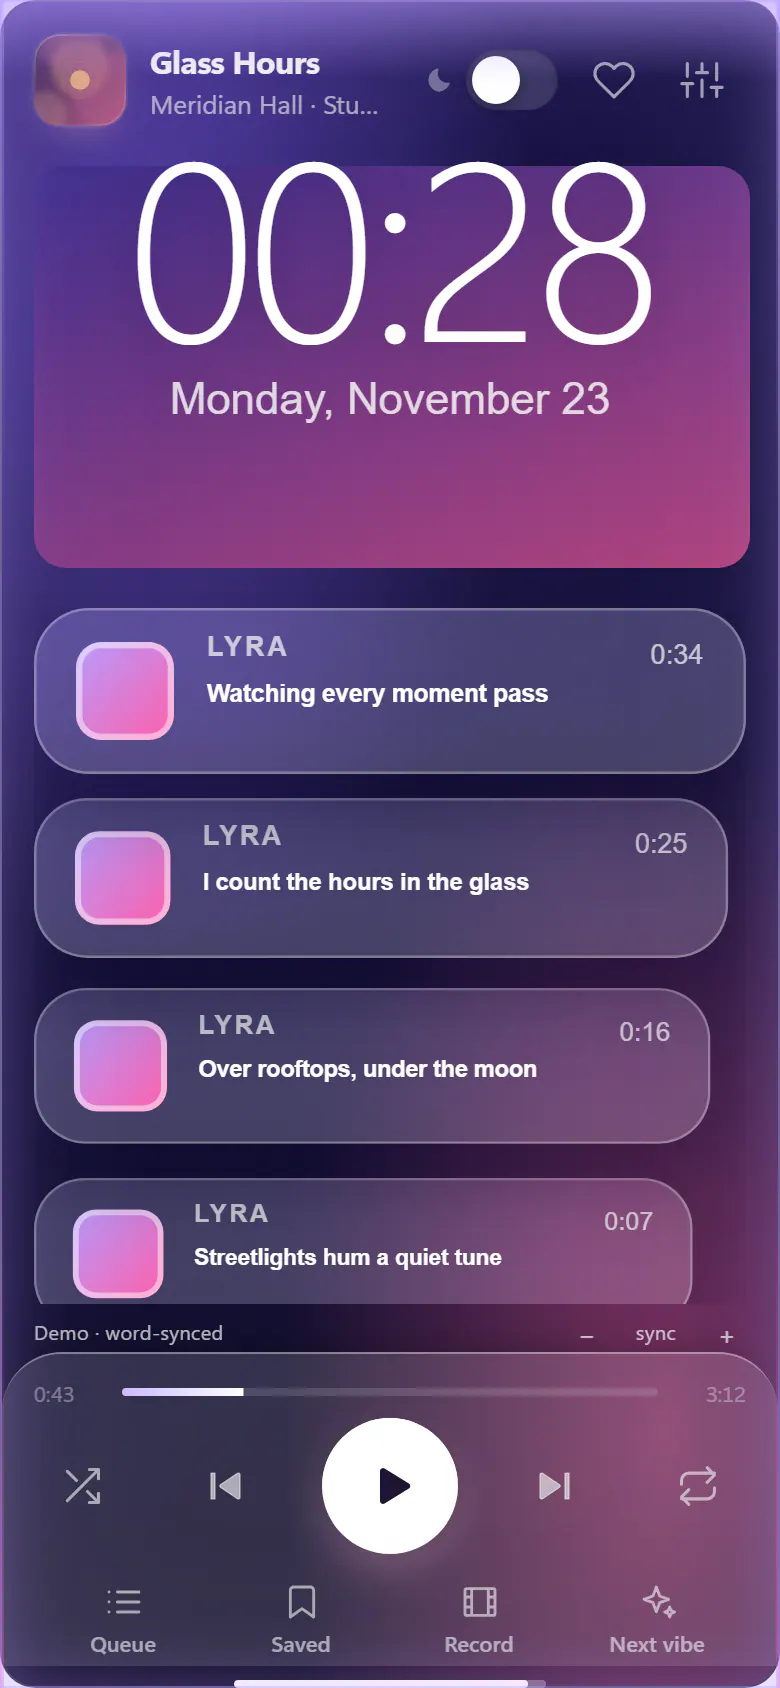 Glass Hours
Meridian Hall · Stu...
00:28
Monday, November 23
LYRA
0:34
Watching every moment pass
LYRA
0:25
I count the hours in the glass
LYRA
0:16
Over rooftops, under the moon
LYRA
0:07
Streetlights hum a quiet tune
Demo · word-synced
− sync +
0:43
3:12
Queue
Saved
Record
Next vibe